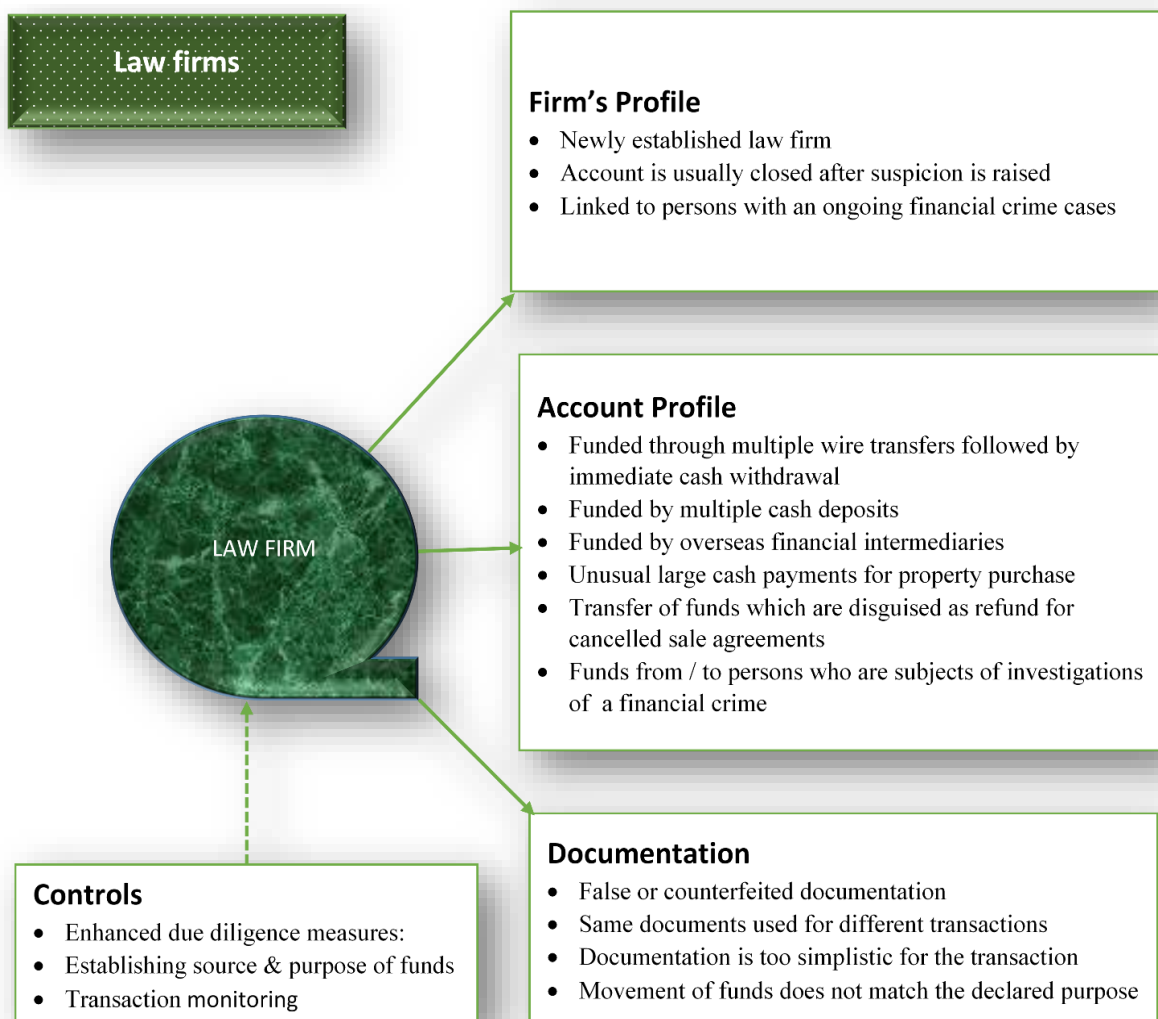 Law firms
Firm’s Profile
• Newly established law firm
• Account is usually closed after suspicion is raised
• Linked to persons with an ongoing financial crime cases
Account Profile
• Funded through multiple wire transfers followed by
immediate cash withdrawal
• Funded by multiple cash deposits
• Funded by overseas financial intermediaries
• Unusual large cash payments for property purchase
• Transfer of funds which are disguised as refund for
cancelled sale agreements
• Funds from / to persons who are subjects of investigations
of a financial crime
LAW FIRM
Documentation
• False or counterfeited documentation
• Same documents used for different transactions
• Documentation is too simplistic for the transaction
• Movement of funds does not match the declared purpose
Controls
• Enhanced due diligence measures:
• Establishing source & purpose of funds
• Transaction monitoring